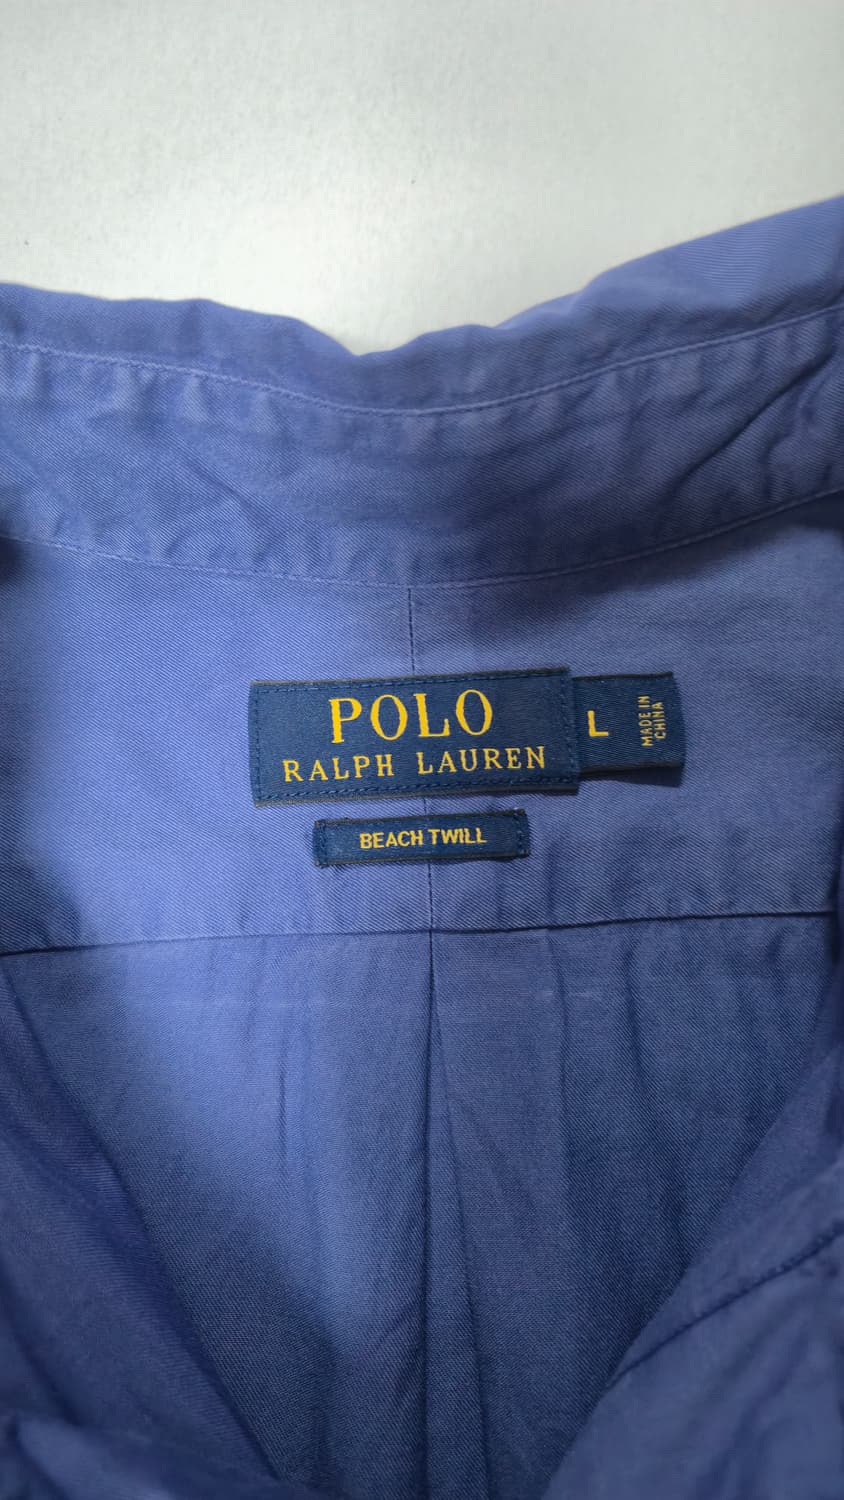 POLO
RALPH LAUREN
L
MADE IN
CHINA
BEACH TWILL